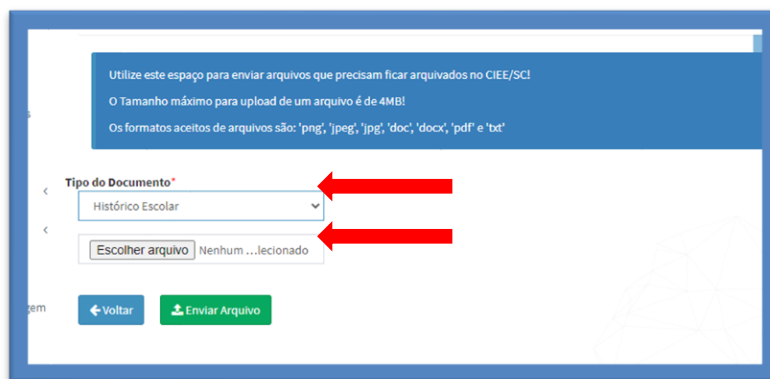 Utilize este espaço para enviar arquivos que precisam ficar arquivados no CIEE/SC!
O Tamanho máximo para upload de um arquivo é de 4MB!
Os formatos aceitos de arquivos são: 'png', 'jpeg', 'jpg', 'doc', 'docx', 'pdf' e 'txt'
Tipo do Documento*
Histórico Escolar
Escolher arquivo Nenhum ...lecionado
Voltar Enviar Arquivo